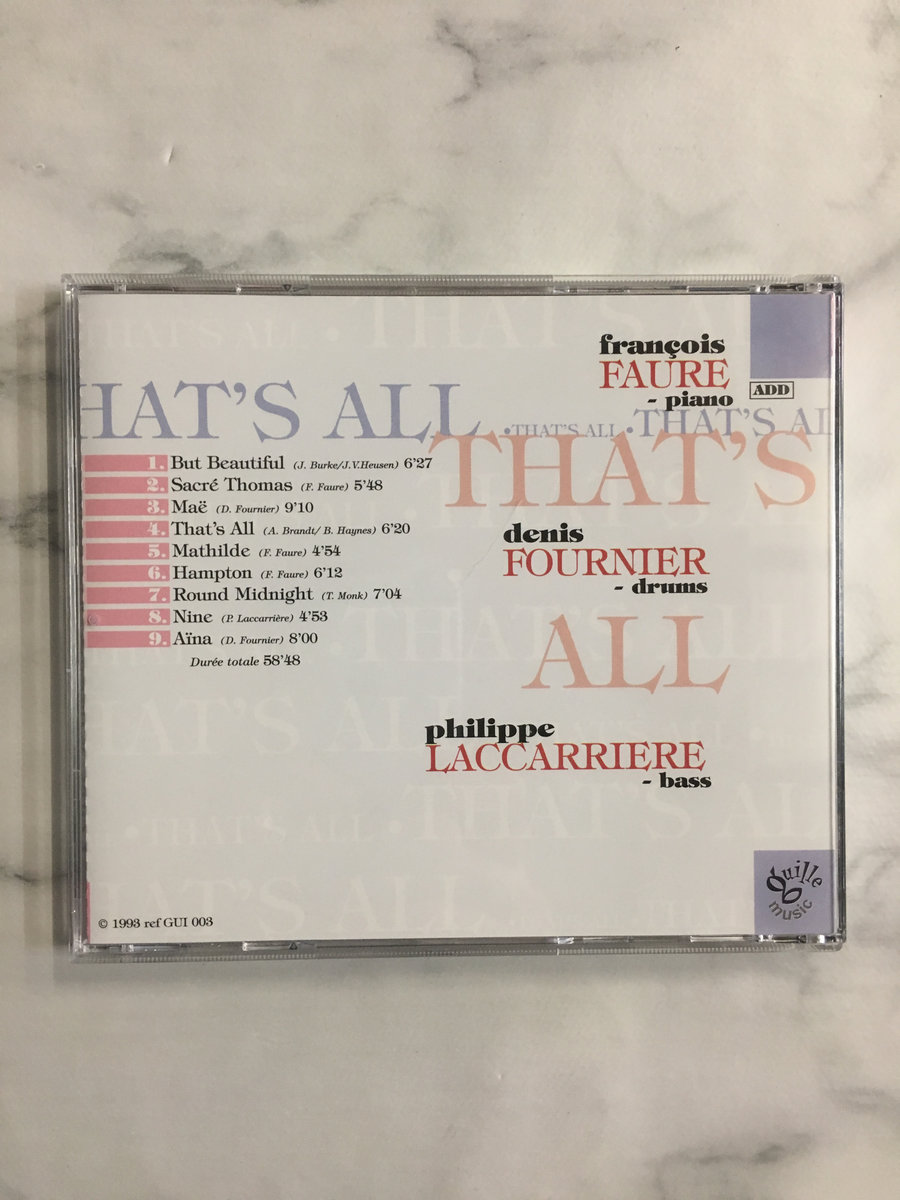 THAT'S ALL • THAT'S ALL
françois
FAURE
- piano
ADD
HAT'S ALL • THAT'S ALL • THAT'S ALL
THAT'S
1. But Beautiful (J. Burke/J.V.Heusen) 6'27
2. Sacré Thomas (F. Faure) 5'48
3. Maë (D. Fournier) 9'10
4. That's All (A. Brandt/ B. Haynes) 6'20
5. Mathilde (F. Faure) 4'54
6. Hampton (F. Faure) 6'12
7. Round Midnight (T. Monk) 7'04
8. Nine (P. Laccarrière) 4'53
9. Aïna (D. Fournier) 8'00
Durée totale 58'48
denis
FOURNIER
- drums
ALL
philippe
LACCARRIERE
- bass
• THAT'S ALL • THAT'S ALL
guille
music
© 1993 ref GUI 003